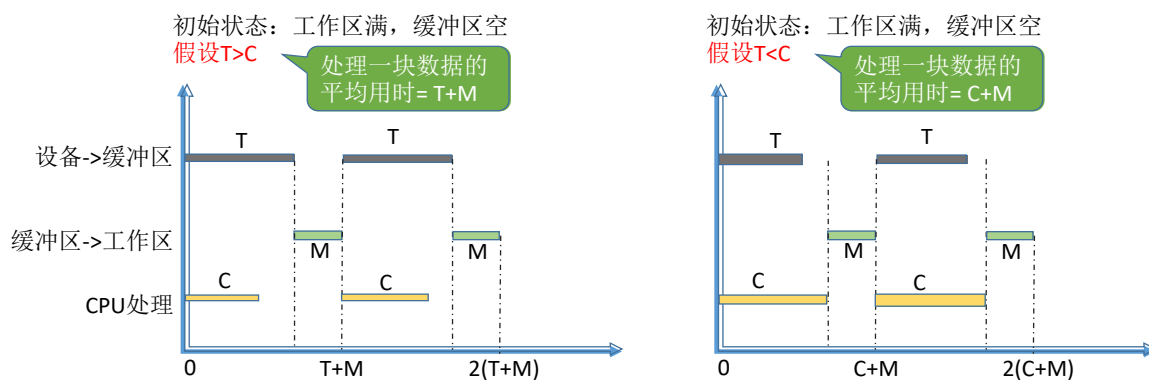 初始状态：工作区满，缓冲区空
假设T>C
处理一块数据的
平均用时= T+M
T
T
设备->缓冲区
缓冲区->工作区
M
M
C
C
CPU处理
0
T+M
2(T+M)
初始状态：工作区满，缓冲区空
假设T<C
处理一块数据的
平均用时= C+M
T
T
M
M
C
C
0
C+M
2(C+M)